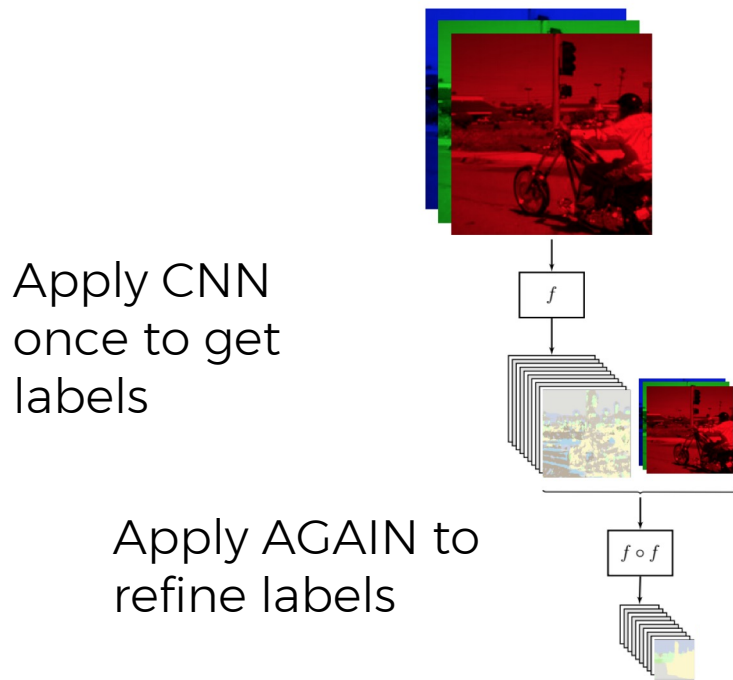 f
Apply CNN
once to get
labels
Apply AGAIN to
refine labels
f ∘ f